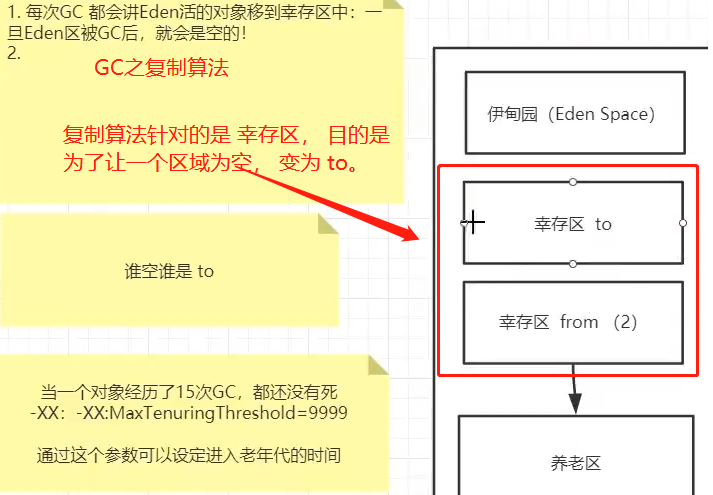 1. 每次GC 都会讲Eden活的对象移到幸存区中：一
旦Eden区被GC后，就会是空的！
2.
GC之复制算法
复制算法针对的是 幸存区， 目的是
为了让一个区域为空， 变为 to。
谁空谁是 to
当一个对象经历了15次GC，都还没有死
-XX：-XX:MaxTenuringThreshold=9999
通过这个参数可以设定进入老年代的时间
伊甸园（Eden Space）
幸存区 to
幸存区 from （2）
养老区